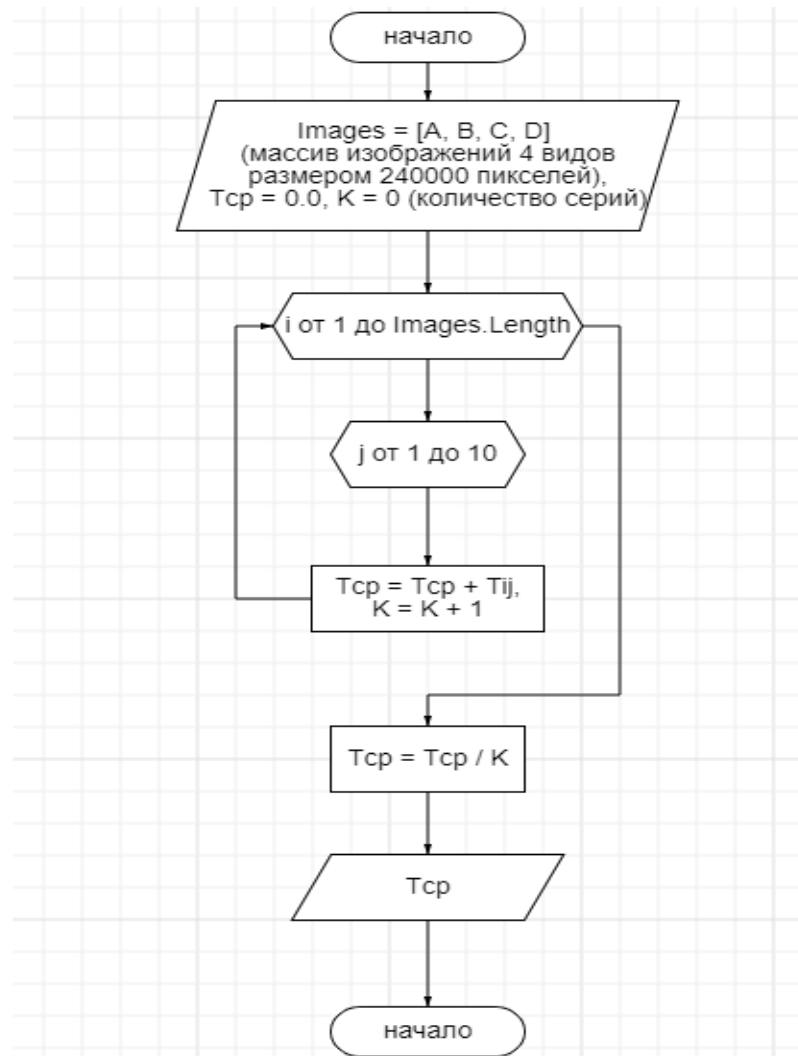 начало
Images = [A, B, C, D]
(массив изображений 4 видов
размером 240000 пикселей),
Tcp = 0.0, K = 0 (количество серий)
i от 1 до Images.Length
j от 1 до 10
Tcp = Tcp + Tij,
K = K + 1
Tcp = Tcp / K
Tcp
начало